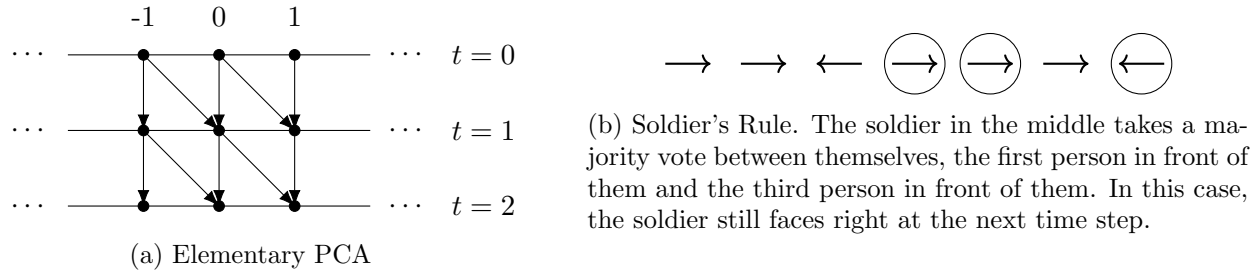 -1 0 1
··· ··· t = 0
··· ··· t = 1
··· ··· t = 2
(a) Elementary PCA
(b) Soldier's Rule. The soldier in the middle takes a ma-
jority vote between themselves, the first person in front of
them and the third person in front of them. In this case,
the soldier still faces right at the next time step.